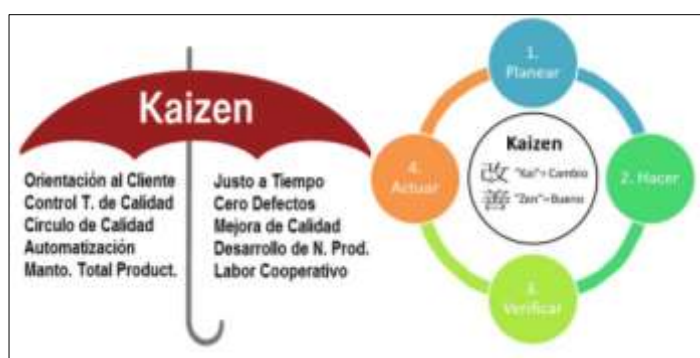 Kaizen
Orientación al Cliente
Control T. de Calidad
Circulo de Calidad
Automatización
Manto. Total Product.
Justo a Tiempo
Cero Defectos
Mejora de Calidad
Desarrollo de N. Prod.
Labor Cooperativo
1.
Planear
2. Hacer
3.
Verificar
4.
Actuar
Kaizen
改 "Kai"= Cambio
善 "Zen"=Bueno